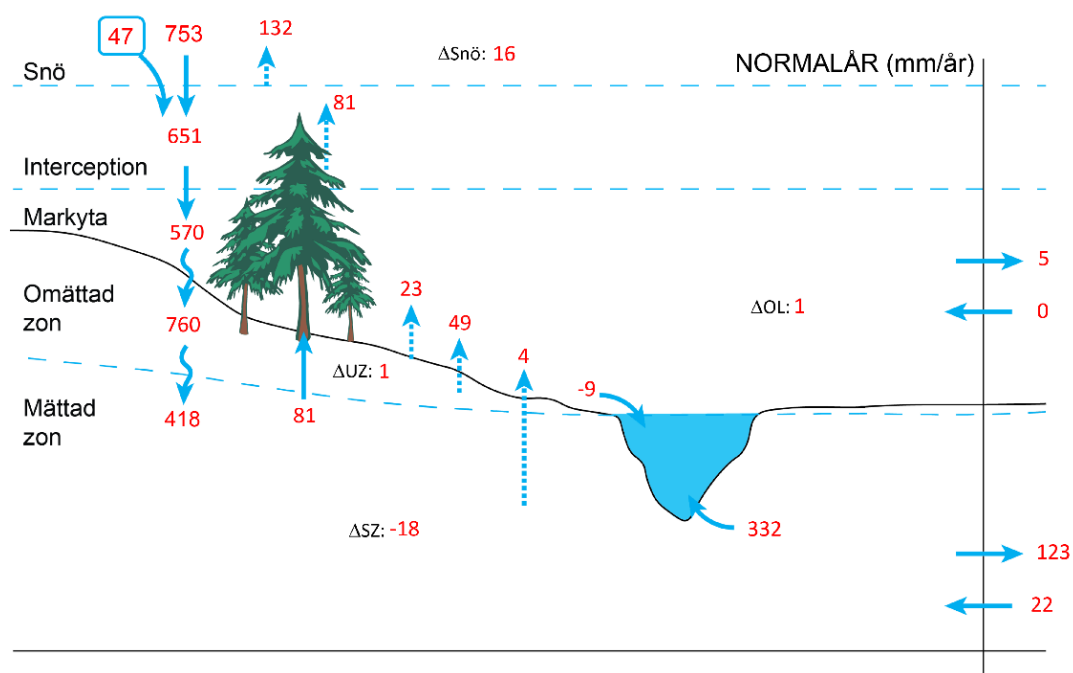 47
753
132
ΔSnö: 16
NORMALÅR (mm/år)
Snö
81
651
Interception
Markyta
570
5
23
ΔOL: 1
0
Omättad
zon
760
49
4
ΔUZ: 1
-9
Mättad
zon
418
81
ΔSZ: -18
332
123
22